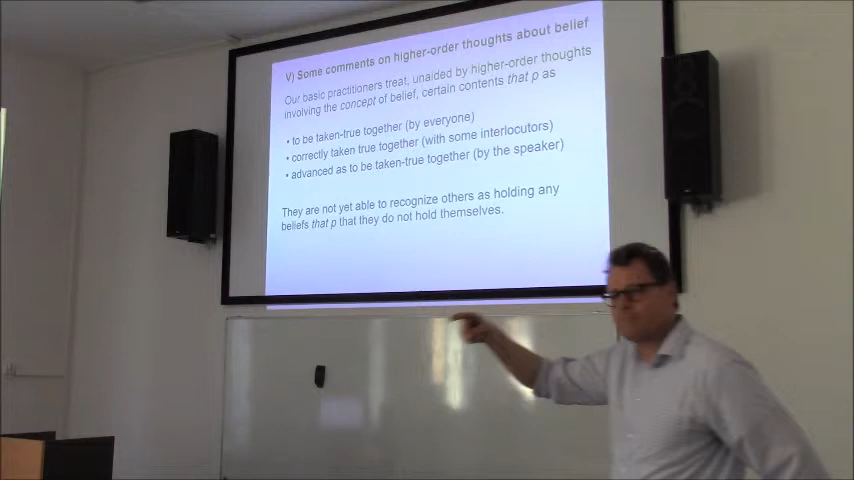 V) Some comments on higher-order thoughts about belief
Our basic practitioners treat, unaided by higher-order thoughts
involving the concept of belief, certain contents that p as
• to be taken-true together (by everyone)
• correctly taken true together (with some interlocutors)
• advanced as to be taken-true together (by the speaker)
They are not yet able to recognize others as holding any
beliefs that p that they do not hold themselves.